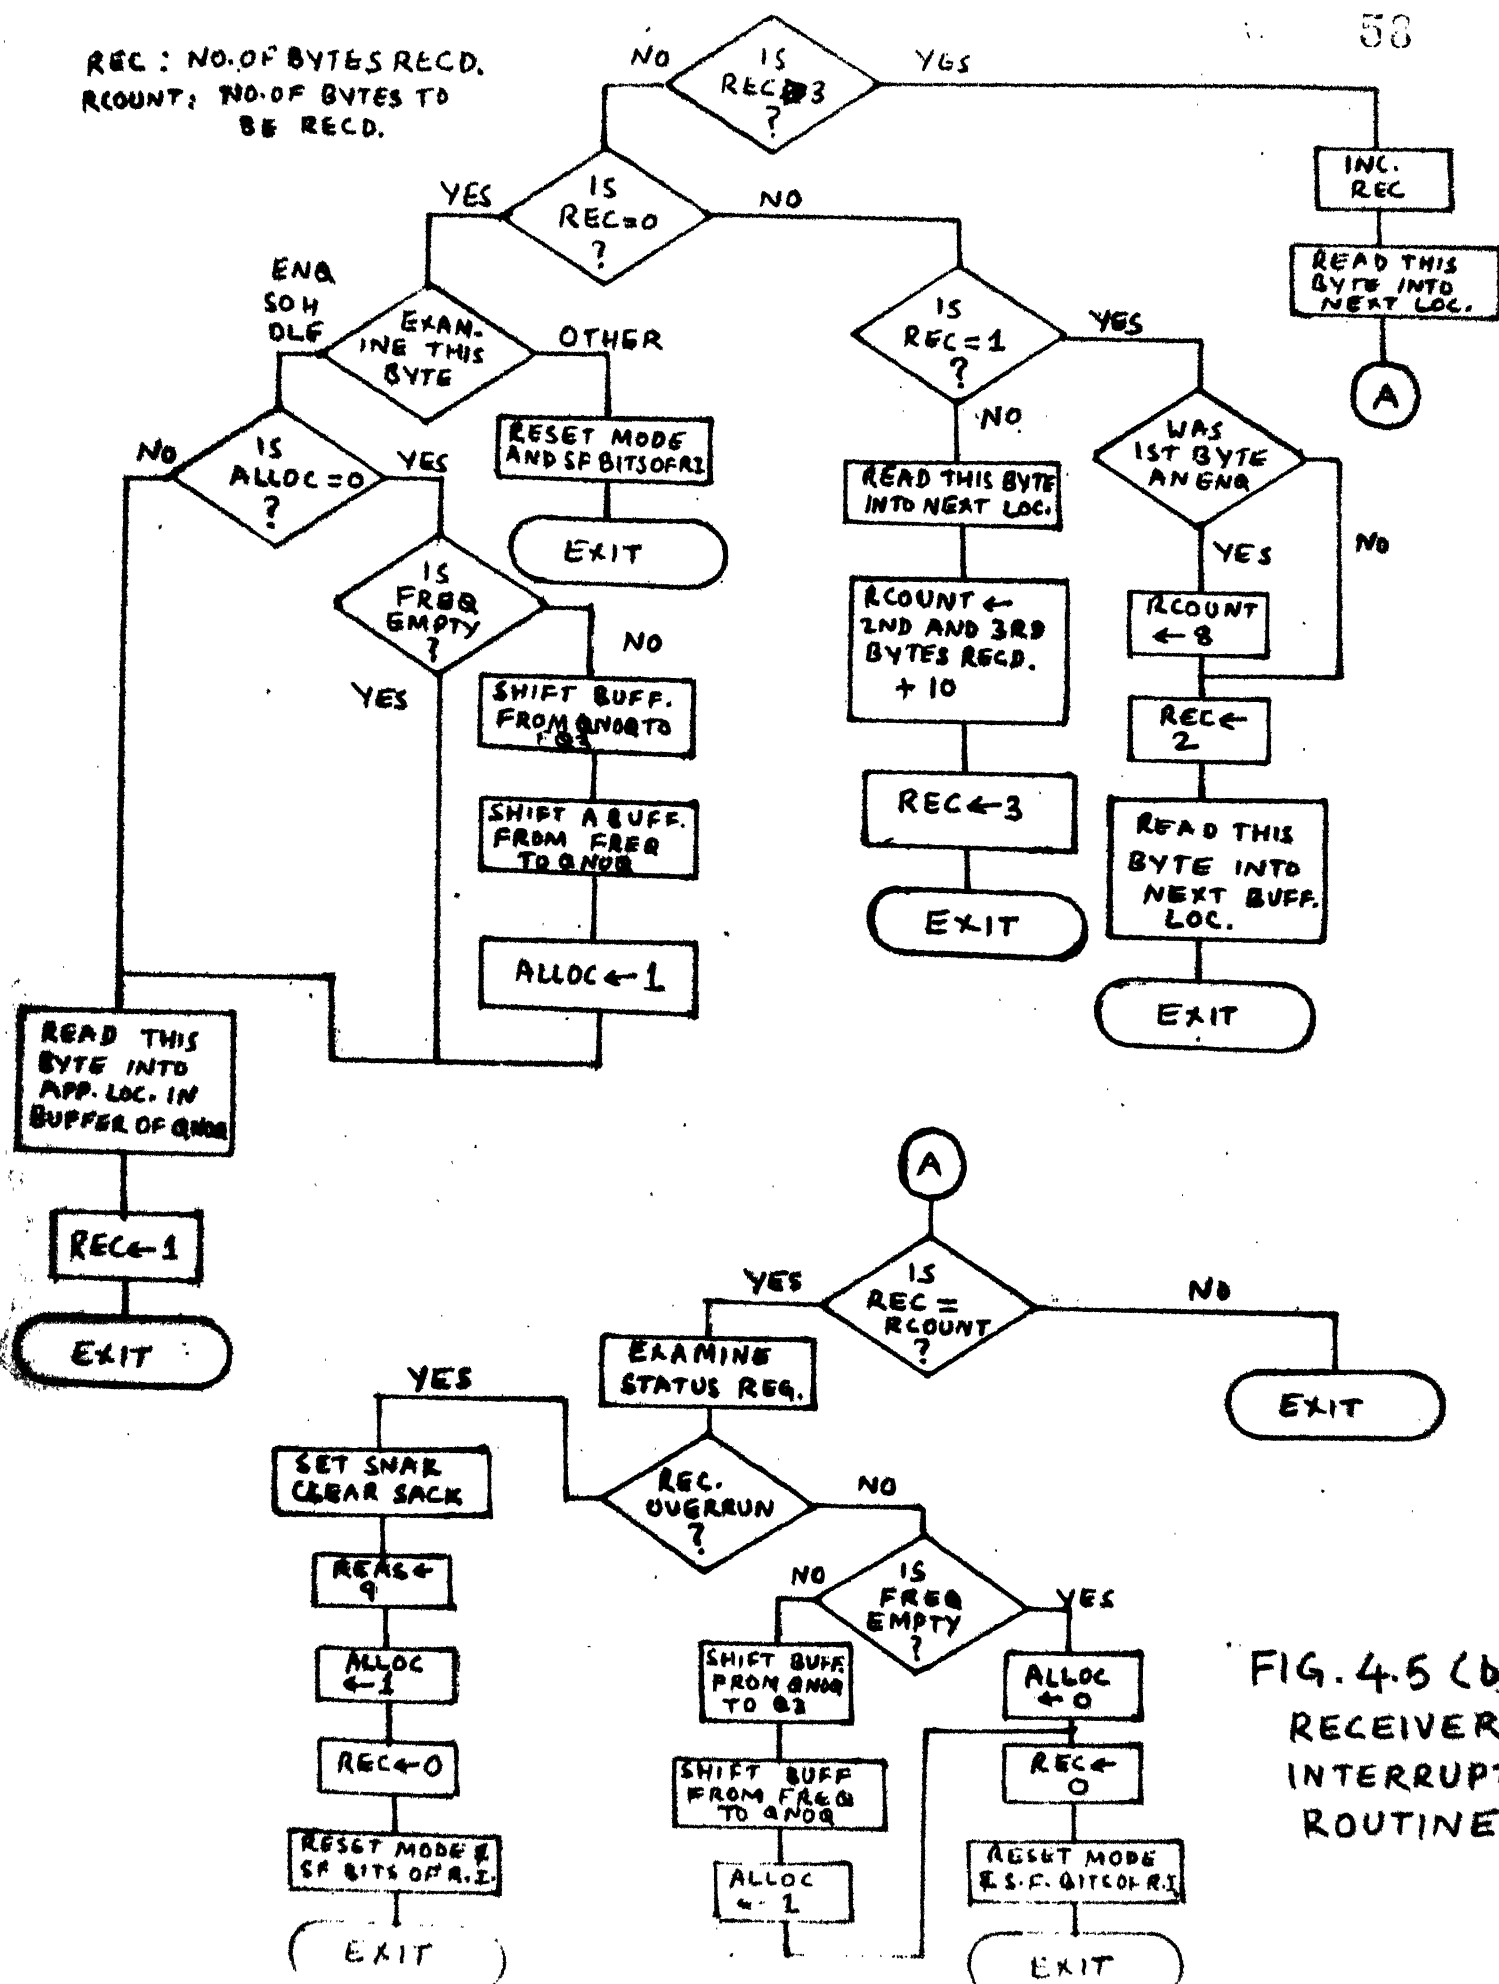 58
REC : NO. OF BYTES RECD.
RCOUNT: NO. OF BYTES TO
BE RECD.
IS
REC 3
?
NO
YES
INC.
REC
READ THIS
BYTE INTO
NEXT LOC.
A
IS
REC=0
?
YES
NO
ENQ
SOH
DLE
EXAM-
INE THIS
BYTE
OTHER
RESET MODE
AND SF BITS OF RI
EXIT
IS
ALLOC=0
?
NO
YES
IS
FREQ
EMPTY
?
NO
YES
SHIFT BUFF.
FROM QNOQ TO
SHIFT A BUFF.
FROM FREQ
TO QNOQ
ALLOC←1
READ THIS
BYTE INTO
APP. LOC. IN
BUFFER OF QNOQ
REC←1
EXIT
IS
REC=1
?
YES
NO
READ THIS BYTE
INTO NEXT LOC.
RCOUNT←
2ND AND 3RD
BYTES RECD.
+ 10
REC←3
EXIT
WAS
1ST BYTE
AN ENQ
YES
NO
RCOUNT
←8
REC←
2
READ THIS
BYTE INTO
NEXT BUFF.
LOC.
EXIT
A
IS
REC =
RCOUNT
?
YES
NO
EXIT
EXAMINE
STATUS REG.
REC.
OVERRUN
?
YES
NO
SET SNAK
CLEAR SACK
REAS←
9
ALLOC
←1
REC←0
RESET MODE &
SF BITS OF R.I.
EXIT
IS
FREQ
EMPTY
?
NO
YES
SHIFT BUFF.
FROM QNOQ
TO Q3
SHIFT BUFF
FROM FREQ
TO QNOQ
ALLOC
←1
ALLOC
←0
REC←
0
RESET MODE
& S.F. BITS OF R.I
EXIT
FIG. 4.5 (b
RECEIVER
INTERRUPT
ROUTINE